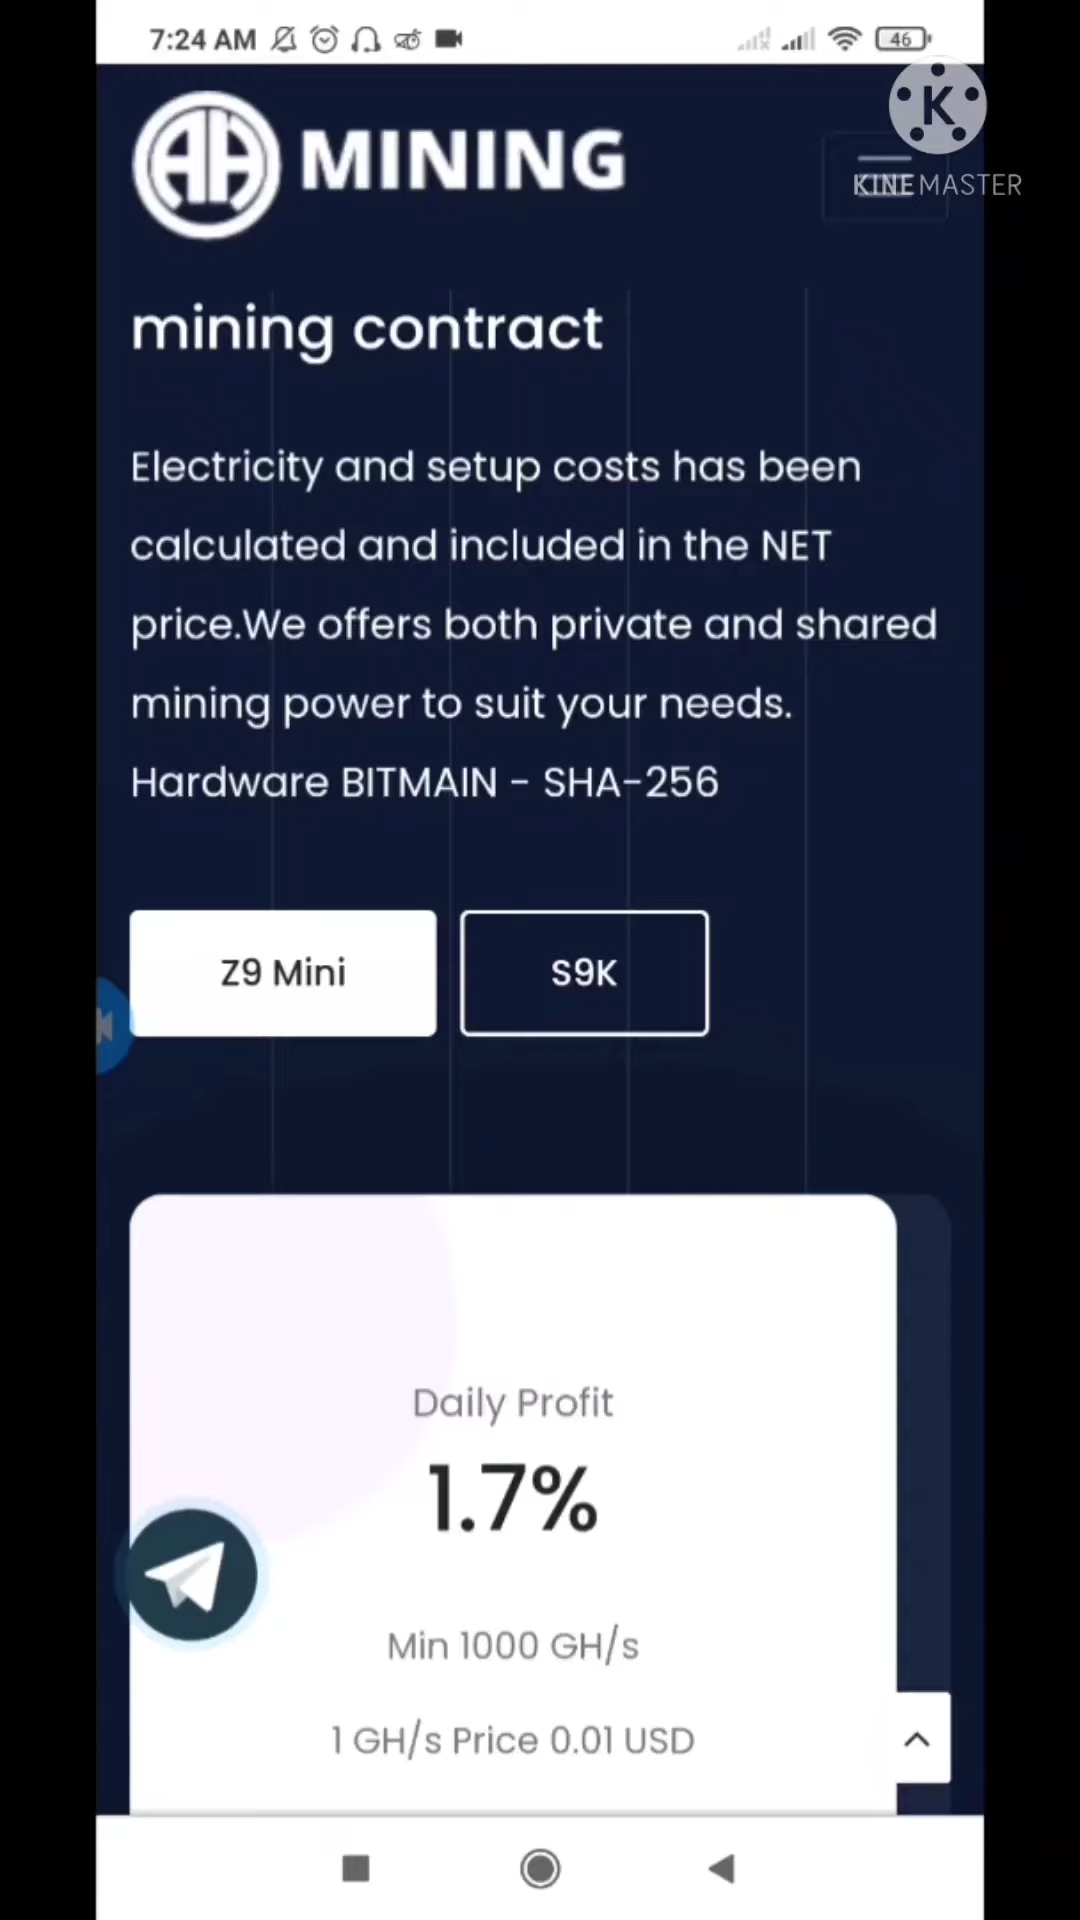 7:24 AM
46
AA MINING
K
KINEMASTER
mining contract
Electricity and setup costs has been
calculated and included in the NET
price.We offers both private and shared
mining power to suit your needs.
Hardware BITMAIN - SHA-256
Z9 Mini
S9K
Daily Profit
1.7%
Min 1000 GH/s
1 GH/s Price 0.01 USD